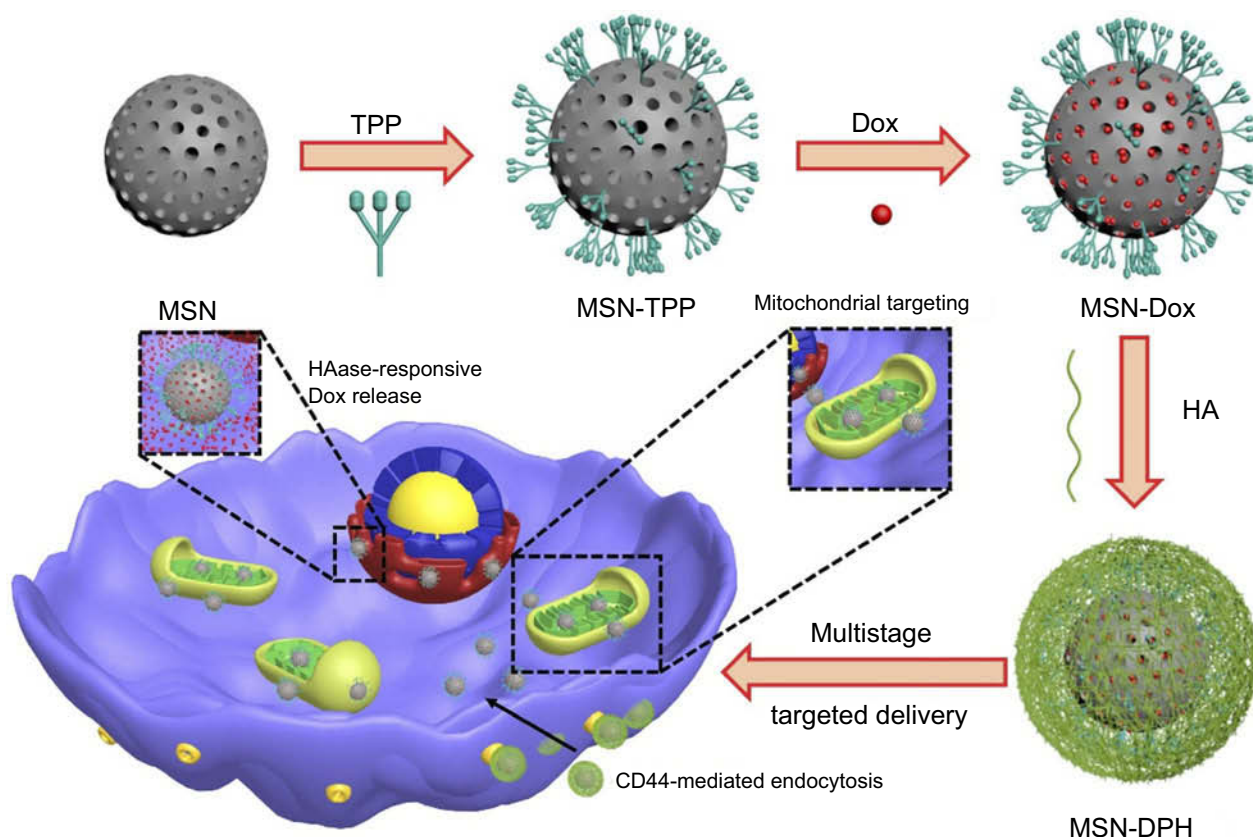 TPP
Dox
MSN
MSN-TPP
MSN-Dox
Mitochondrial targeting
HAase-responsive
Dox release
HA
Multistage
targeted delivery
CD44-mediated endocytosis
MSN-DPH